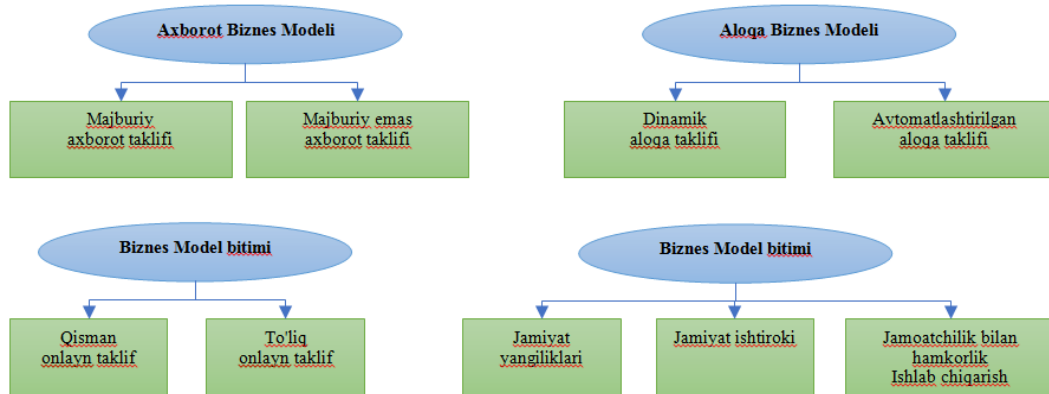 Axborot Biznes Modeli
Majburiy
axborot taklifi
Majburiy emas
axborot taklifi
Aloqa Biznes Modeli
Dinamik
aloqa taklifi
Avtomatlashtirilgan
aloqa taklifi
Biznes Model bitimi
Qisman
onlayn taklif
To'liq
onlayn taklif
Biznes Model bitimi
Jamiyat
yangiliklari
Jamiyat ishtiroki
Jamoatchilik bilan
hamkorlik
Ishlab chiqarish